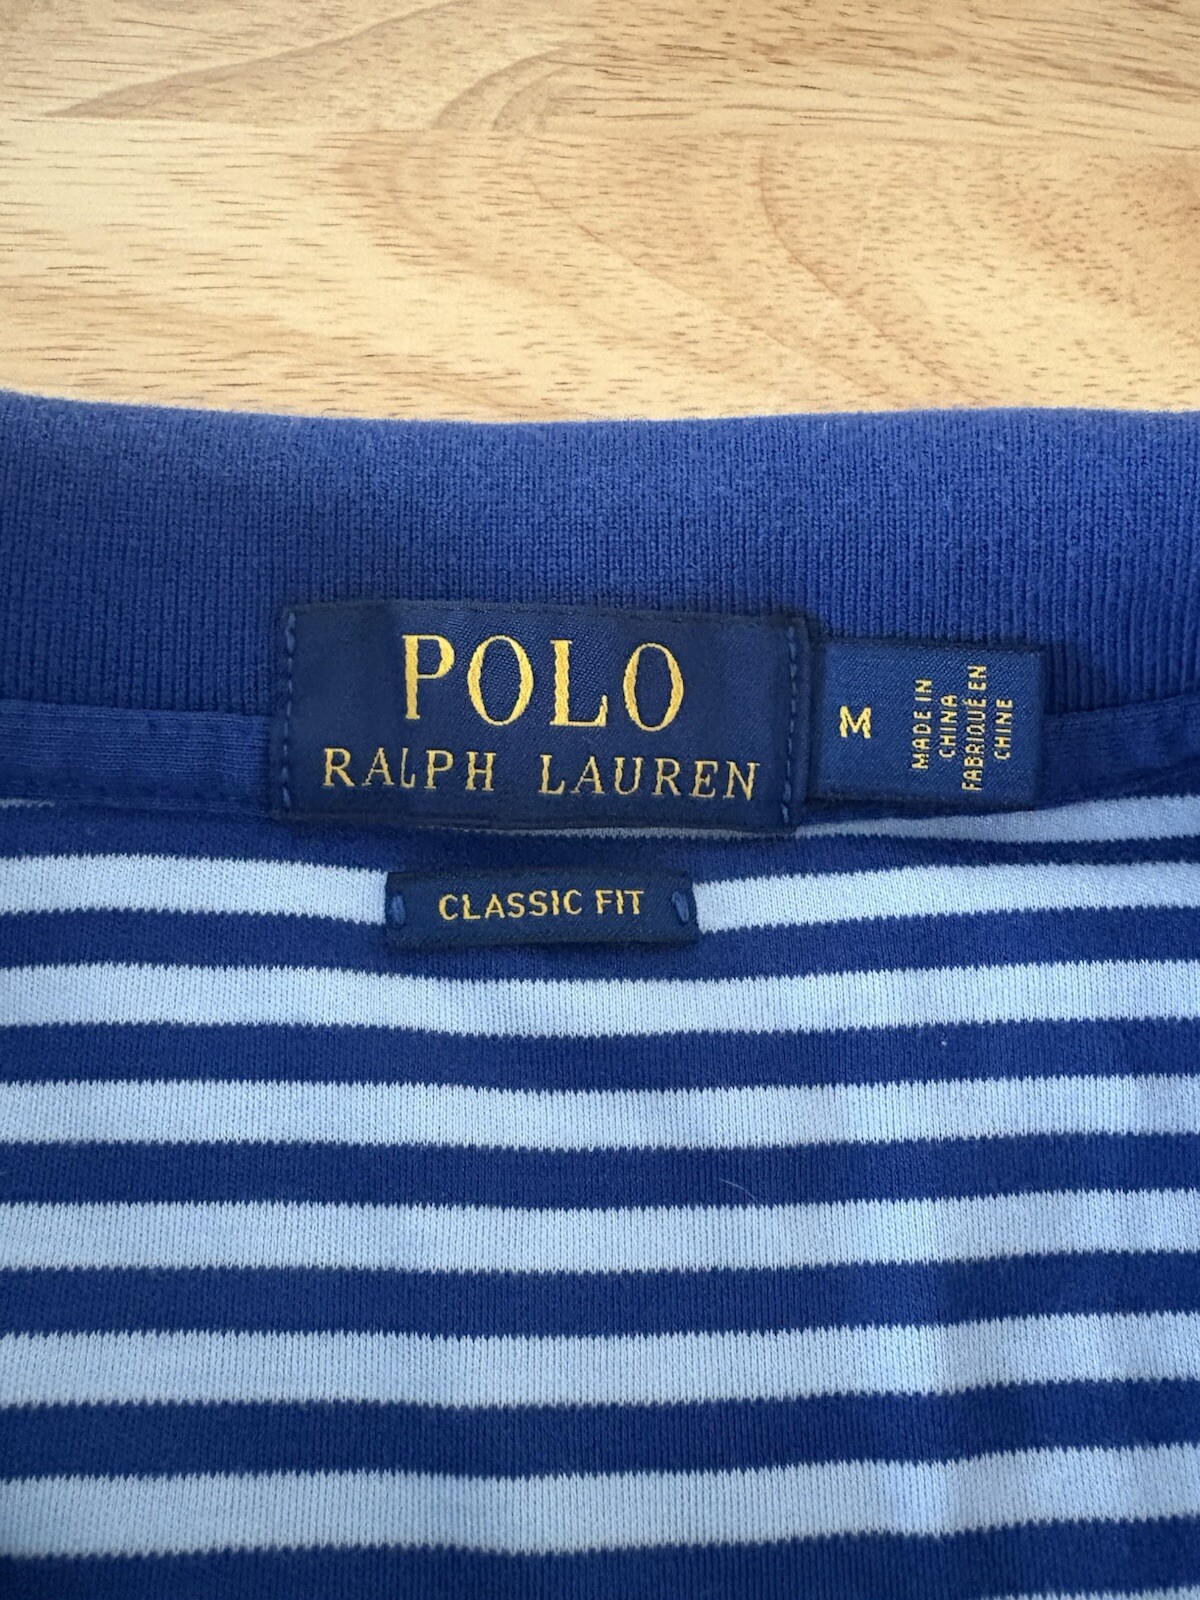 POLO
RALPH LAUREN
M
MADE IN
CHINA
FABRIQUÉ EN
CHINE
CLASSIC FIT